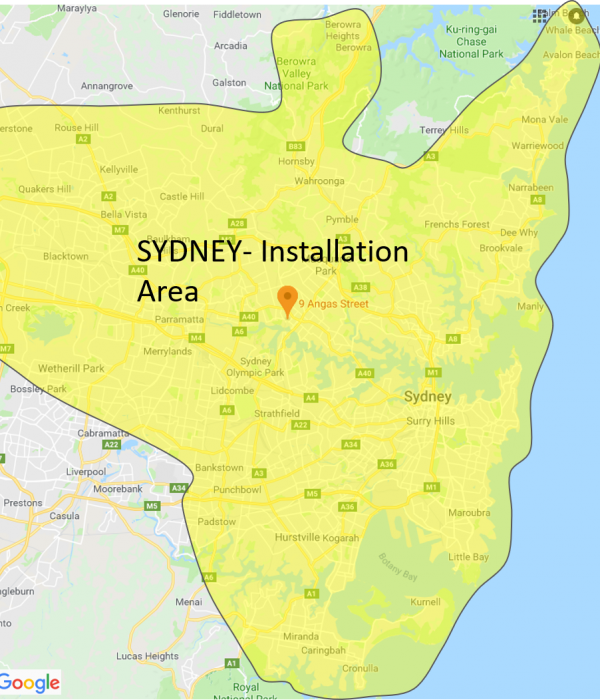 Maraylya
Glenorie
Fiddletown
Berowra
Heights
Berowra
Palm Beach
Whale Beach
Avalon Beach
Ku-ring-gai
Chase
National Park
Arcadia
Berowra
Valley
National Park
Galston
Annangrove
Kenthurst
Dural
Rouse Hill
A2
Terrey Hills
Mona Vale
Warriewood
B83
Hornsby
A3
Kellyville
Wahroonga
Quakers Hill
Castle Hill
A2
Narrabeen
A8
Bella Vista
M7
A28
Pymble
Frenchs Forest
Dee Why
Brookvale
A3
Blacktown
SYDNEY- Installation
Area
Park
A40
A38
9 Angas Street
Manly
Parramatta
A40
A6
M4
A8
Merrylands
M7
Wetherill Park
Sydney
Olympic Park
A40
M1
Bossley Park
Lidcombe
A4
Sydney
A6
Strathfield
A22
Surry Hills
Cabramatta
A22
A34
Liverpool
Bankstown
A3
A36
Moorebank
A34
Punchbowl
M5
M1
Prestons
M5
A36
Casula
Padstow
Maroubra
Hurstville
Kogarah
Little Bay
Botany Bay
A6
A1
Menai
Kurnell
Miranda
Caringbah
Lucas Heights
A1
Cronulla
Royal
National Park
Google